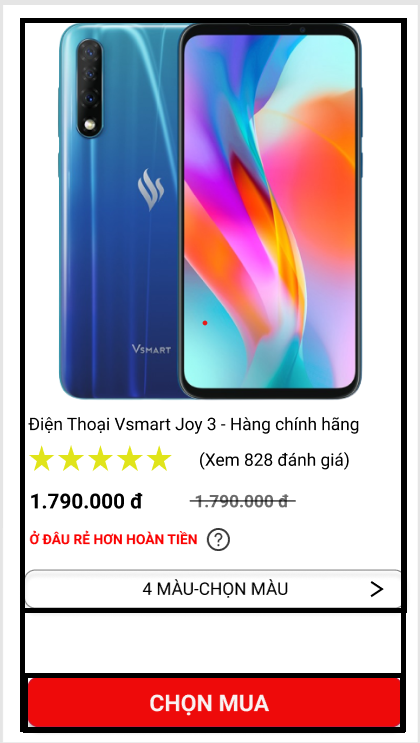 VSMART
Điện Thoại Vsmart Joy 3 - Hàng chính hãng
(Xem 828 đánh giá)
1.790.000 đ 1.790.000 đ
Ở ĐÂU RẺ HƠN HOÀN TIỀN ?
4 MÀU-CHỌN MÀU >
CHỌN MUA